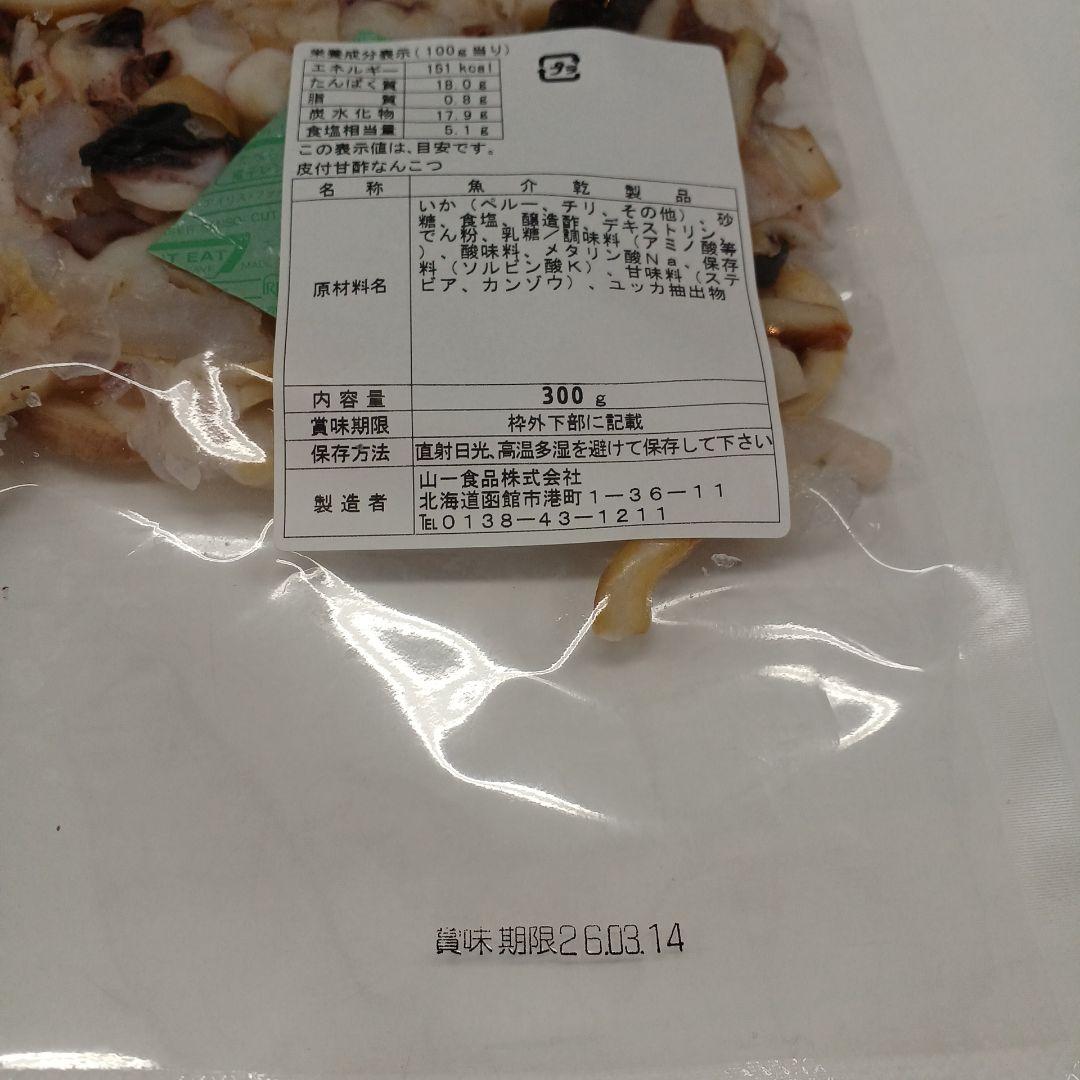 栄養成分表示(100g当り)
エネルギー 151 kcal
たんぱく質 18.0 g
脂質 0.8 g
炭水化物 17.9 g
食塩相当量 5.1 g
この表示値は、目安です。
プラ
皮付甘酢なんこつ
名称 魚介乾製品
原材料名
いか(ペルー、チリ、その他)、砂
糖、食塩、醸造酢、デキストリン、
でん粉、乳糖/調味料(アミノ酸等
)、酸味料、メタリン酸Na、保存
料(ソルビン酸K)、甘味料(ステ
ビア、カンゾウ)、ユッカ抽出物
内容量 300 g
賞味期限 枠外下部に記載
保存方法 直射日光、高温多湿を避けて保存して下さい
製造者
山一食品株式会社
北海道函館市港町1-36-11
℡0138-43-1211
CUT
T EAT
賞味期限26.03.14